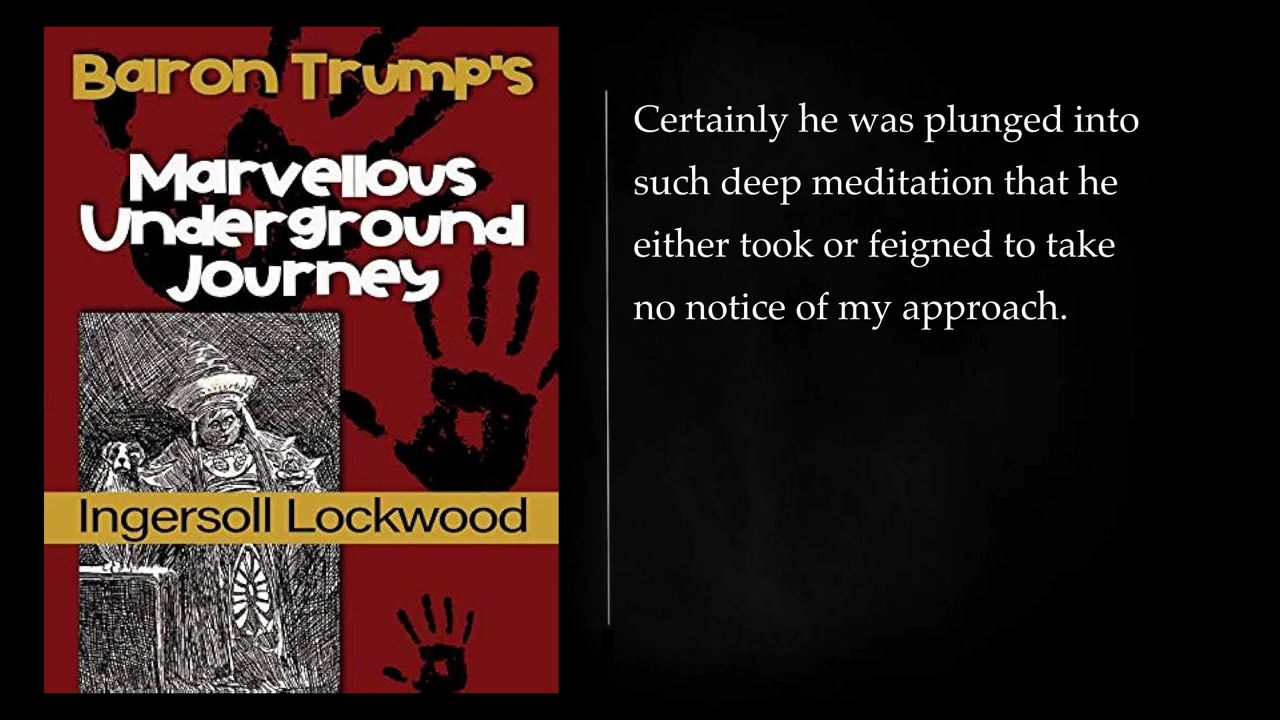 Baron Trump's
Marvellous
Underground
Journey
Ingersoll Lockwood
Certainly he was plunged into
such deep meditation that he
either took or feigned to take
no notice of my approach.